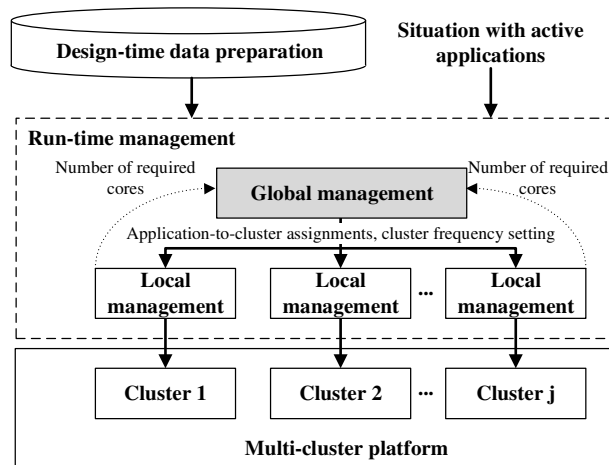 Design-time data preparation
Situation with active
applications
Run-time management
Number of required
cores
Number of required
cores
Global management
Application-to-cluster assignments, cluster frequency setting
Local
management
Local
management
...
Local
management
Cluster 1
Cluster 2
...
Cluster j
Multi-cluster platform